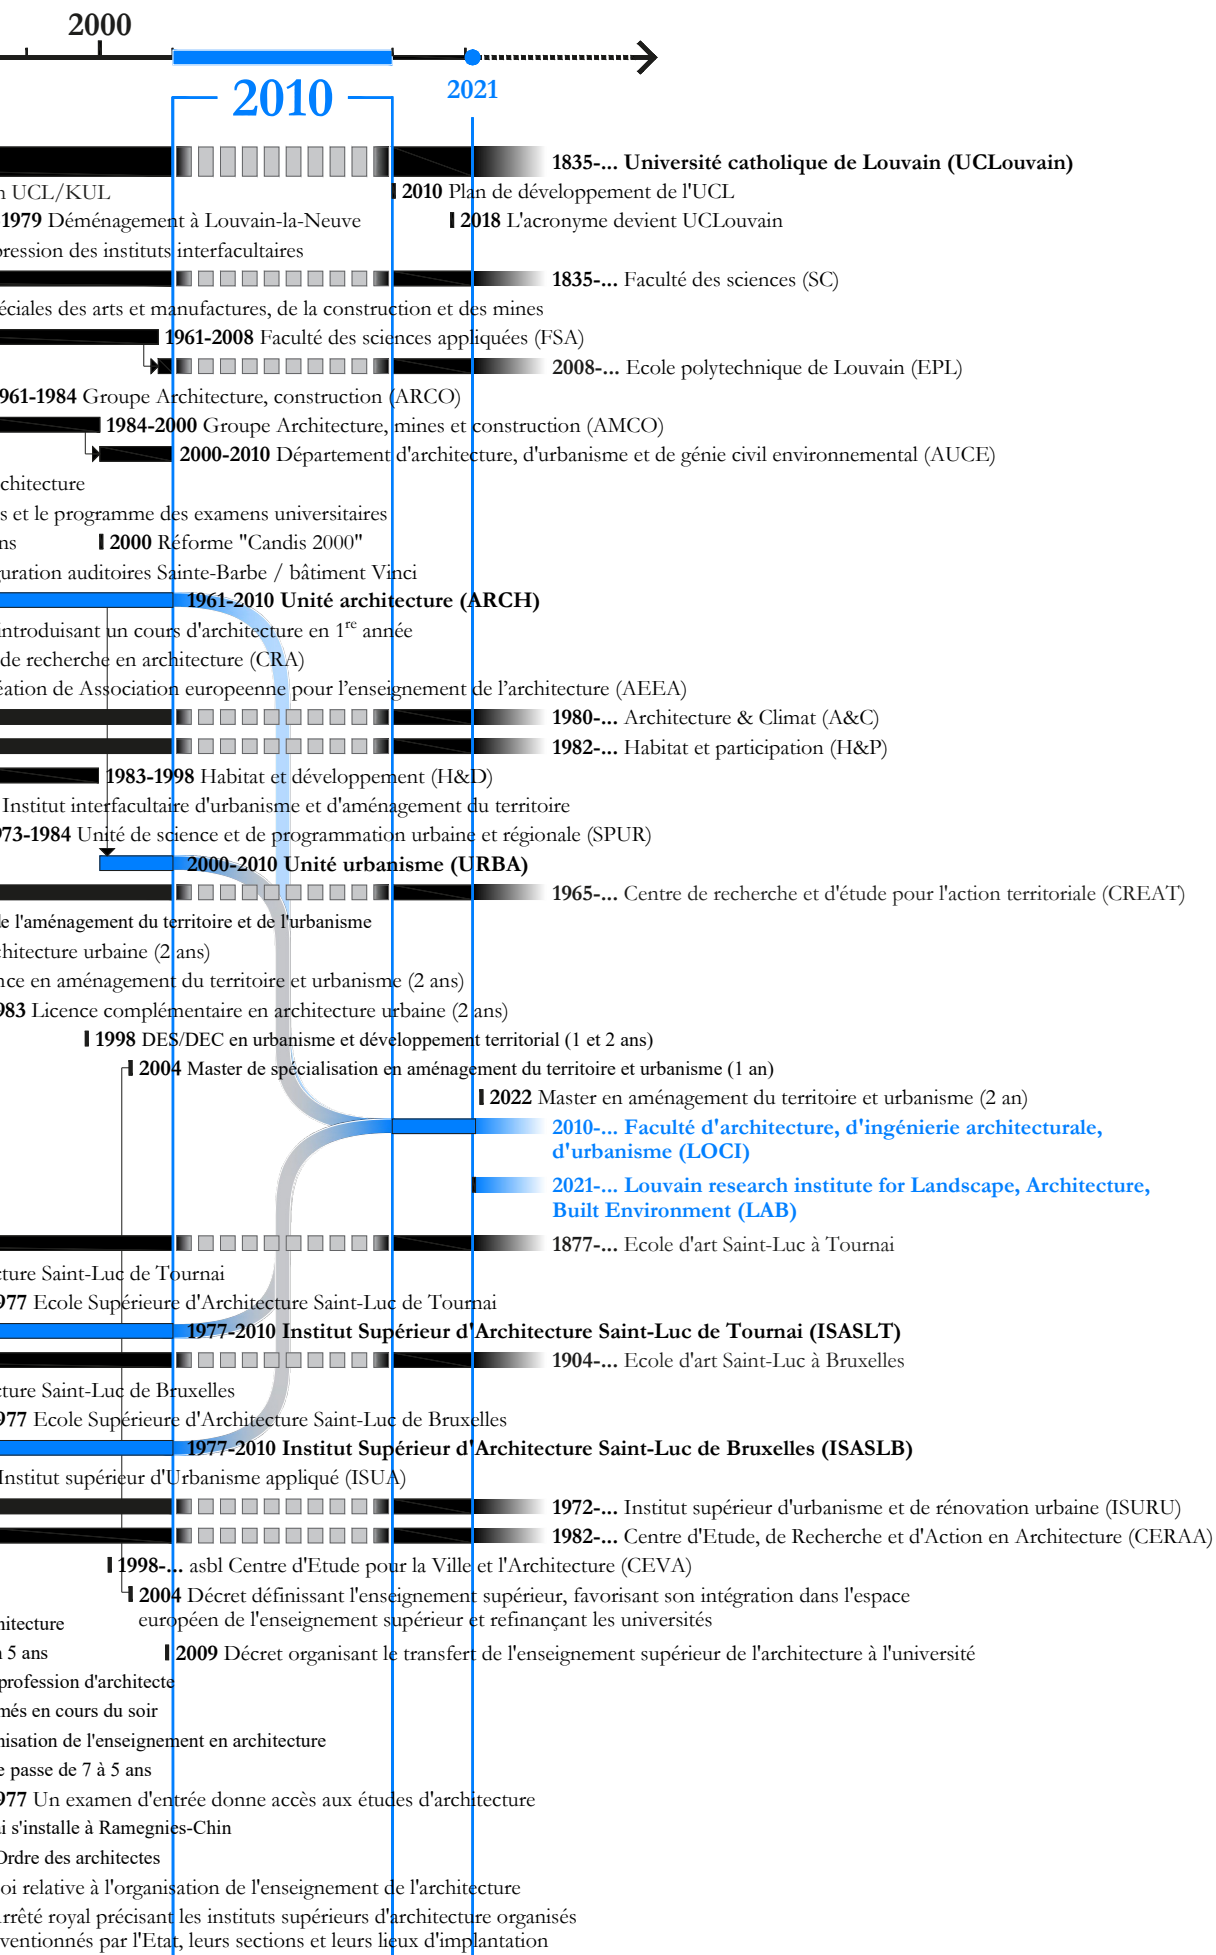 2000
2010
2021
1835-... Université catholique de Louvain (UCLouvain)
UCL/KUL
2010 Plan de développement de l'UCL
1979 Déménagement à Louvain-la-Neuve
2018 L'acronyme devient UCLouvain
pression des instituts interfacultaires
1835-... Faculté des sciences (SC)
éciales des arts et manufactures, de la construction et des mines
1961-2008 Faculté des sciences appliquées (FSA)
2008-... Ecole polytechnique de Louvain (EPL)
961-1984 Groupe Architecture, construction (ARCO)
1984-2000 Groupe Architecture, mines et construction (AMCO)
2000-2010 Département d'architecture, d'urbanisme et de génie civil environnemental (AUCE)
chitecture
s et le programme des examens universitaires
ns
2000 Réforme "Candis 2000"
uration auditoires Sainte-Barbe / bâtiment Vinci
1961-2010 Unité architecture (ARCH)
introduisant un cours d'architecture en 1re année
de recherche en architecture (CRA)
éation de Association europeenne pour l’enseignement de l’architecture (AEEA)
1980-... Architecture & Climat (A&C)
1982-... Habitat et participation (H&P)
1983-1998 Habitat et développement (H&D)
Institut interfacultaire d'urbanisme et d'aménagement du territoire
973-1984 Unité de science et de programmation urbaine et régionale (SPUR)
2000-2010 Unité urbanisme (URBA)
1965-... Centre de recherche et d'étude pour l'action territoriale (CREAT)
de l'aménagement du territoire et de l'urbanisme
chitecture urbaine (2 ans)
nce en aménagement du territoire et urbanisme (2 ans)
983 Licence complémentaire en architecture urbaine (2 ans)
1998 DES/DEC en urbanisme et développement territorial (1 et 2 ans)
2004 Master de spécialisation en aménagement du territoire et urbanisme (1 an)
2022 Master en aménagement du territoire et urbanisme (2 an)
2010-... Faculté d'architecture, d'ingénierie architecturale,
d'urbanisme (LOCI)
2021-... Louvain research institute for Landscape, Architecture,
Built Environment (LAB)
1877-... Ecole d'art Saint-Luc à Tournai
cture Saint-Luc de Tournai
977 Ecole Supérieure d'Architecture Saint-Luc de Tournai
1977-2010 Institut Supérieur d'Architecture Saint-Luc de Tournai (ISASLT)
1904-... Ecole d'art Saint-Luc à Bruxelles
cture Saint-Luc de Bruxelles
977 Ecole Supérieure d'Architecture Saint-Luc de Bruxelles
1977-2010 Institut Supérieur d'Architecture Saint-Luc de Bruxelles (ISASLB)
Institut supérieur d'Urbanisme appliqué (ISUA)
1972-... Institut supérieur d'urbanisme et de rénovation urbaine (ISURU)
1982-... Centre d'Etude, de Recherche et d'Action en Architecture (CERAA)
1998-... asbl Centre d'Etude pour la Ville et l'Architecture (CEVA)
2004 Décret définissant l'enseignement supérieur, favorisant son intégration dans l'espace
européen de l'enseignement supérieur et refinançant les universités
hitecture
5 ans
2009 Décret organisant le transfert de l'enseignement supérieur de l'architecture à l'université
profession d'architecte
més en cours du soir
nisation de l'enseignement en architecture
e passe de 7 à 5 ans
977 Un examen d'entrée donne accès aux études d'architecture
ai s'installe à Ramegnies-Chin
Ordre des architectes
oi relative à l'organisation de l'enseignement de l'architecture
rrêté royal précisant les instituts supérieurs d'architecture organisés
ventionnés par l'Etat, leurs sections et leurs lieux d'implantation